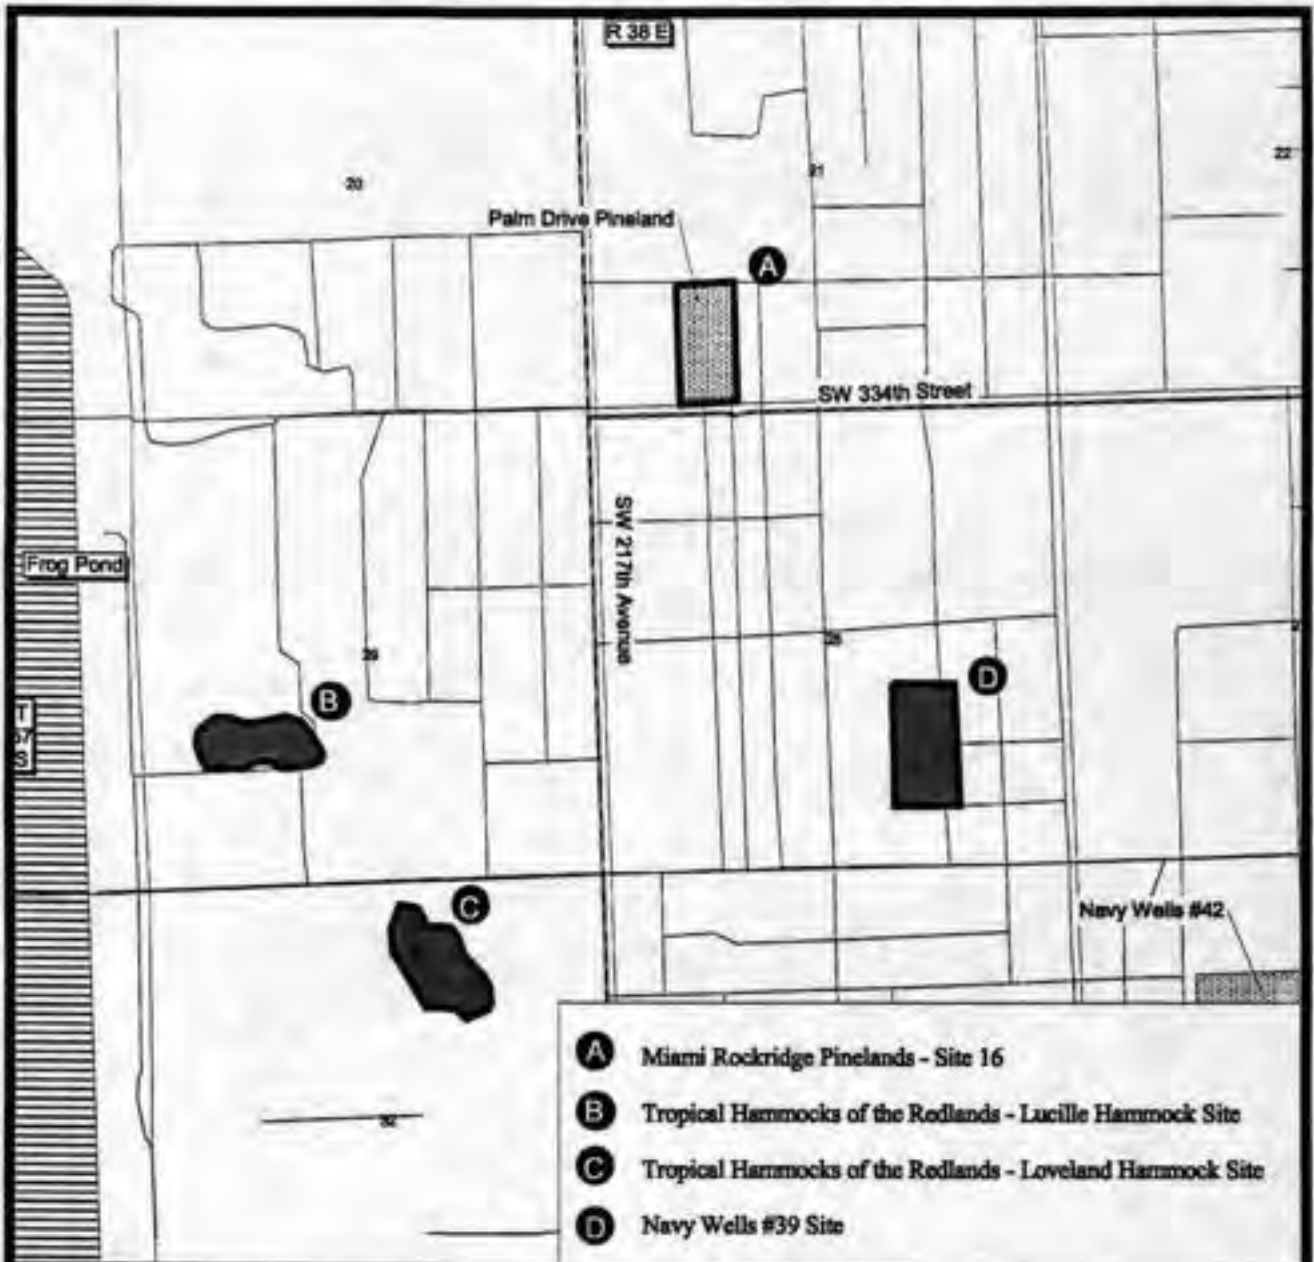 R 38 E
20
21
22
Palm Drive Pineland
A
SW 334th Street
SW 217th Avenue
Frog Pond
28
D
B
T
57
S
C
Navy Wells #42
32
A Miami Rockridge Pinelands - Site 16
B Tropical Hammocks of the Redlands - Lucille Hammock Site
C Tropical Hammocks of the Redlands - Loveland Hammock Site
D Navy Wells #39 Site